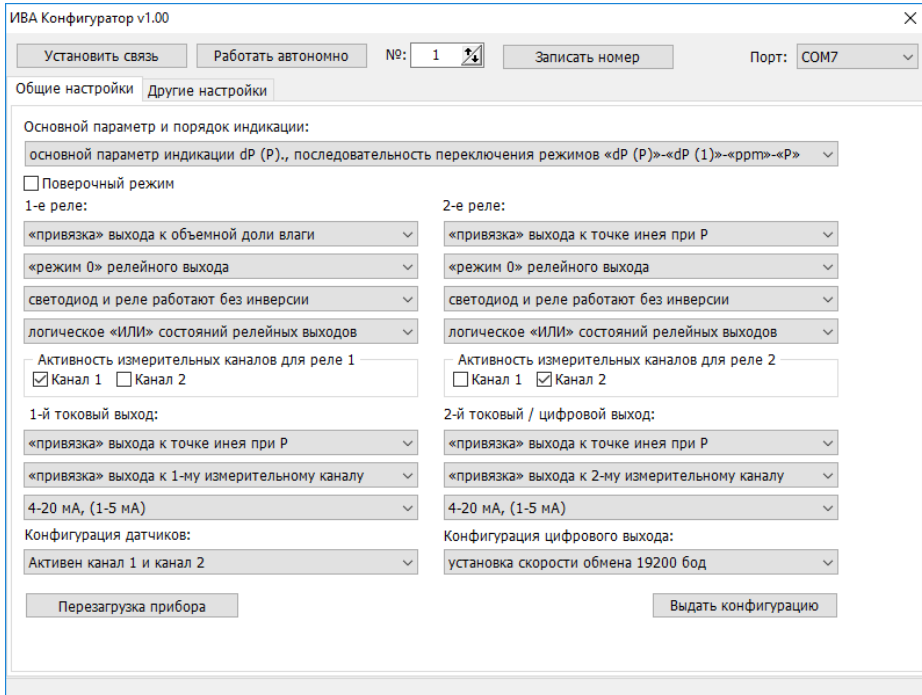 ИВА Конфигуратор v1.00
Установить связь Работать автономно №: 1 Записать номер Порт: COM7
Общие настройки Другие настройки
Основной параметр и порядок индикации:
основной параметр индикации dP (P)., последовательность переключения режимов «dP (P)»-«dP (1)»-«ppm»-«P»
Поверочный режим
1-е реле: 2-е реле:
«привязка» выхода к объемной доли влаги «привязка» выхода к точке инея при P
«режим 0» релейного выхода «режим 0» релейного выхода
светодиод и реле работают без инверсии светодиод и реле работают без инверсии
логическое «ИЛИ» состояний релейных выходов логическое «ИЛИ» состояний релейных выходов
Активность измерительных каналов для реле 1 Активность измерительных каналов для реле 2
Канал 1 Канал 2 Канал 1 Канал 2
1-й токовый выход: 2-й токовый / цифровой выход:
«привязка» выхода к точке инея при P «привязка» выхода к точке инея при P
«привязка» выхода к 1-му измерительному каналу «привязка» выхода к 2-му измерительному каналу
4-20 мА, (1-5 мА) 4-20 мА, (1-5 мА)
Конфигурация датчиков: Конфигурация цифрового выхода:
Активен канал 1 и канал 2 установка скорости обмена 19200 бод
Перезагрузка прибора Выдать конфигурацию